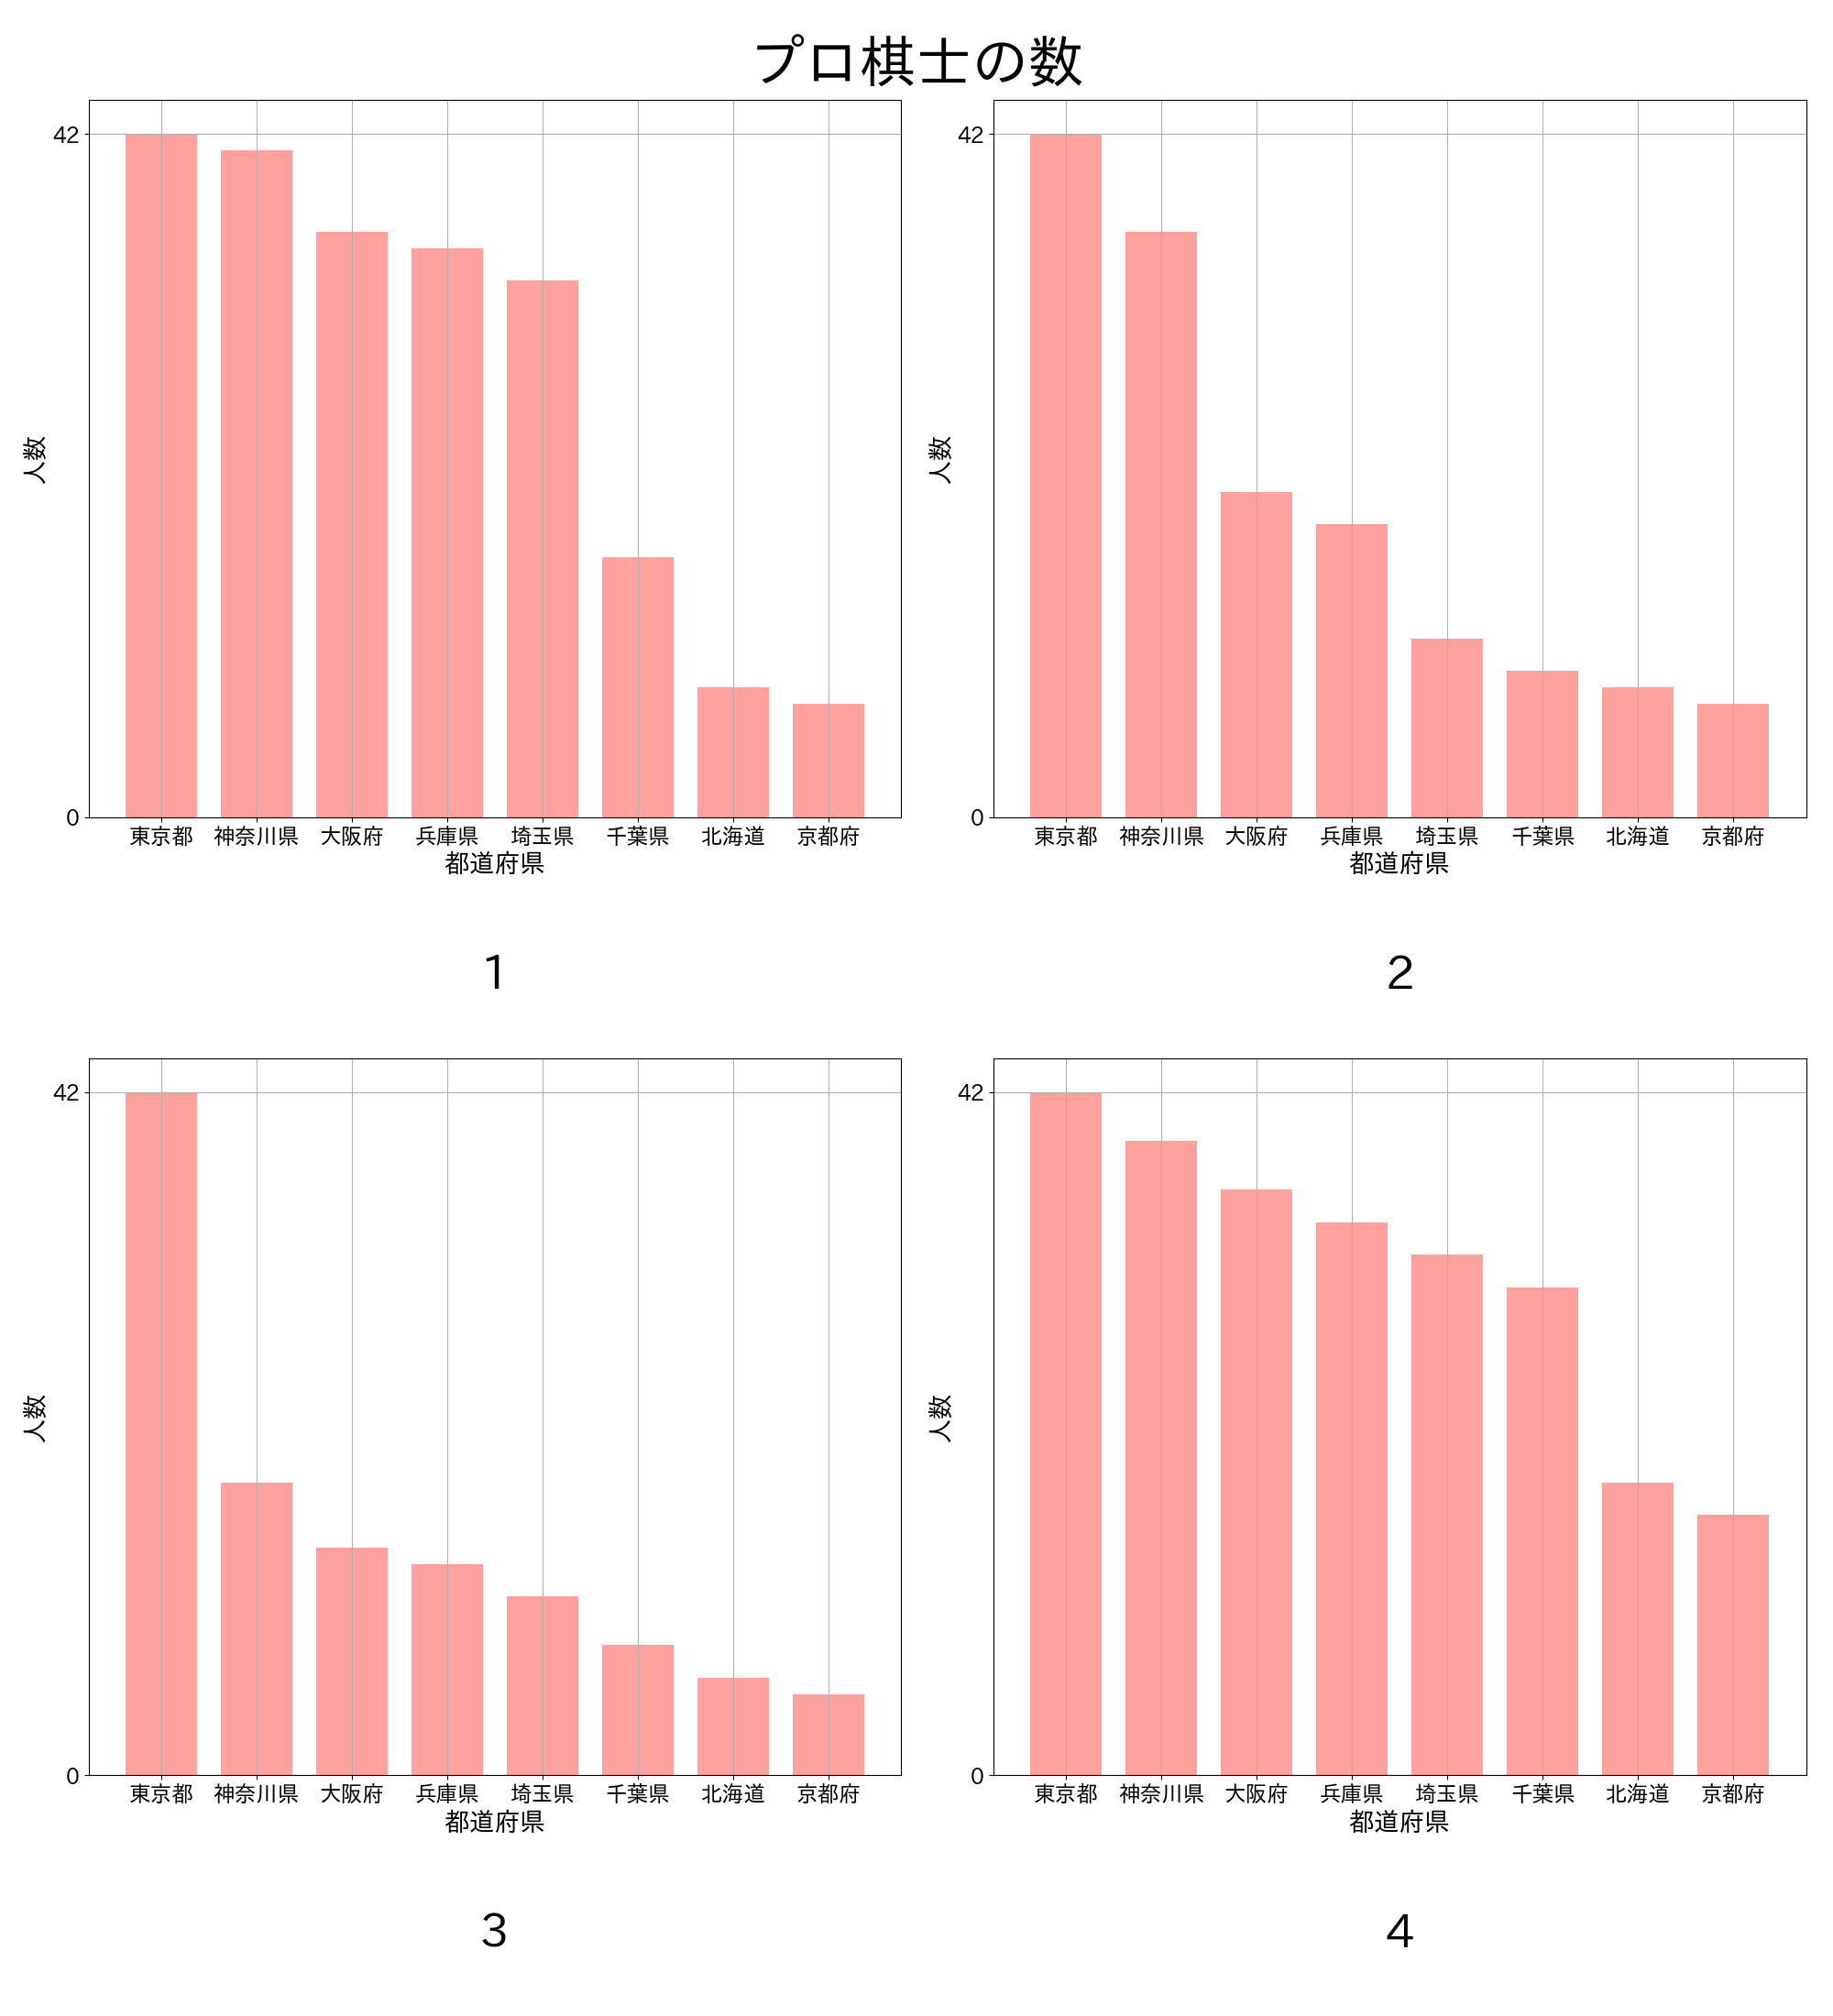 プロ棋士の数
42
0
人数
東京都 神奈川県 大阪府 兵庫県 埼玉県 千葉県 北海道 京都府
都道府県
1
42
0
人数
東京都 神奈川県 大阪府 兵庫県 埼玉県 千葉県 北海道 京都府
都道府県
2
42
0
人数
東京都 神奈川県 大阪府 兵庫県 埼玉県 千葉県 北海道 京都府
都道府県
3
42
0
人数
東京都 神奈川県 大阪府 兵庫県 埼玉県 千葉県 北海道 京都府
都道府県
4